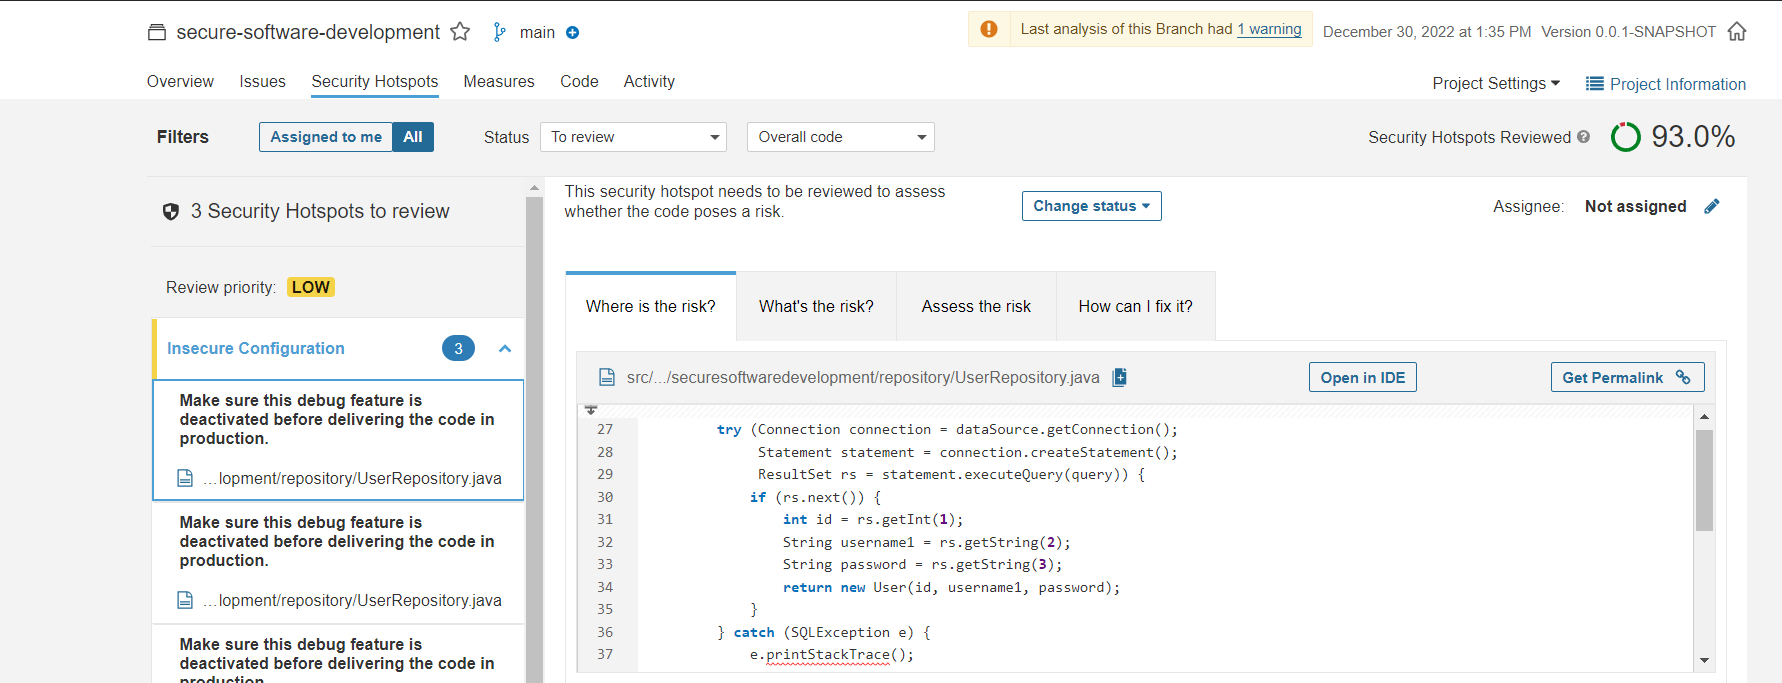 secure-software-development main
Last analysis of this Branch had 1 warning December 30, 2022 at 1:35 PM Version 0.0.1-SNAPSHOT
Overview Issues Security Hotspots Measures Code Activity
Project Settings Project Information
Filters Assigned to me All Status To review Overall code Security Hotspots Reviewed ? 93.0%
3 Security Hotspots to review
Review priority: LOW
Insecure Configuration 3
Make sure this debug feature is
deactivated before delivering the code in
production.
...lopment/repository/UserRepository.java
Make sure this debug feature is
deactivated before delivering the code in
production.
...lopment/repository/UserRepository.java
Make sure this debug feature is
deactivated before delivering the code in
production.
This security hotspot needs to be reviewed to assess
whether the code poses a risk.
Change status
Assignee: Not assigned
Where is the risk? What's the risk? Assess the risk How can I fix it?
src/.../securesoftwaredevelopment/repository/UserRepository.java Open in IDE Get Permalink
27 try (Connection connection = dataSource.getConnection();
28 Statement statement = connection.createStatement();
29 ResultSet rs = statement.executeQuery(query)) {
30 if (rs.next()) {
31 int id = rs.getInt(1);
32 String username1 = rs.getString(2);
33 String password = rs.getString(3);
34 return new User(id, username1, password);
35 }
36 } catch (SQLException e) {
37 e.printStackTrace();